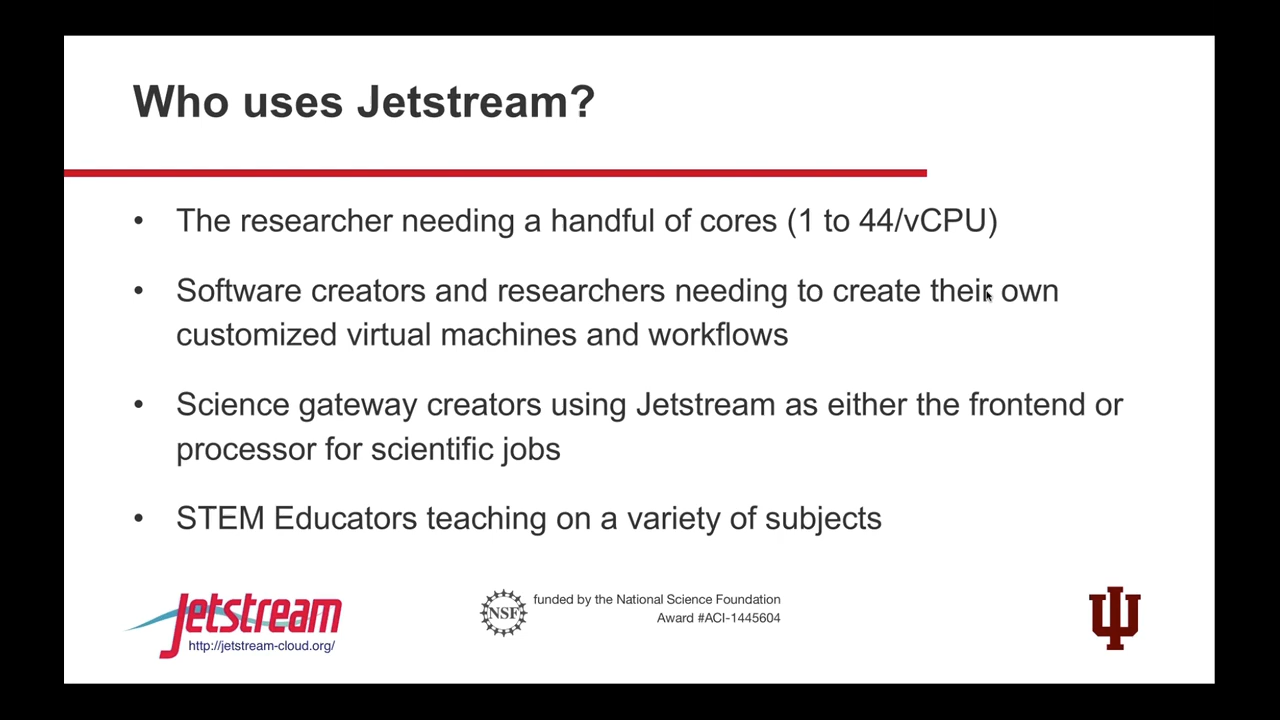 Who uses Jetstream?
• The researcher needing a handful of cores (1 to 44/vCPU)
• Software creators and researchers needing to create their own
customized virtual machines and workflows
• Science gateway creators using Jetstream as either the frontend or
processor for scientific jobs
• STEM Educators teaching on a variety of subjects
Jetstream
http://jetstream-cloud.org/
NSF
funded by the National Science Foundation
Award #ACI-1445604